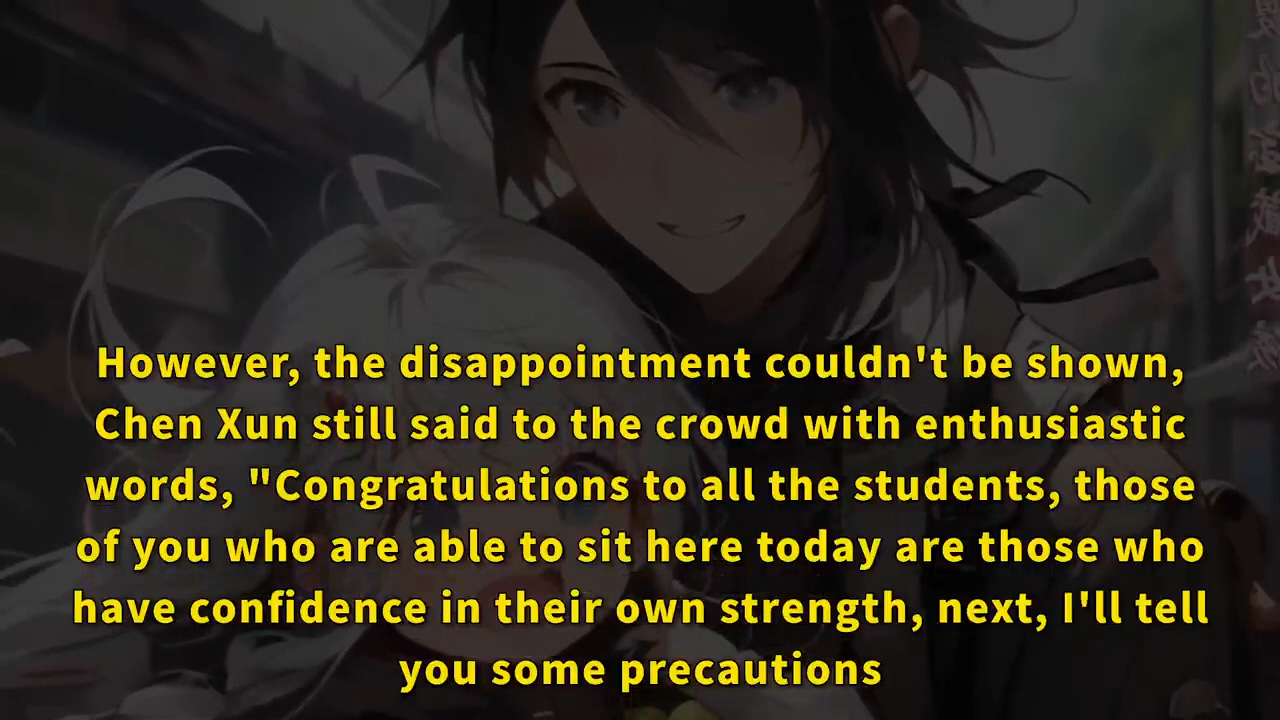 However, the disappointment couldn't be shown,
Chen Xun still said to the crowd with enthusiastic
words, "Congratulations to all the students, those
of you who are able to sit here today are those who
have confidence in their own strength, next, I'll tell
you some precautions